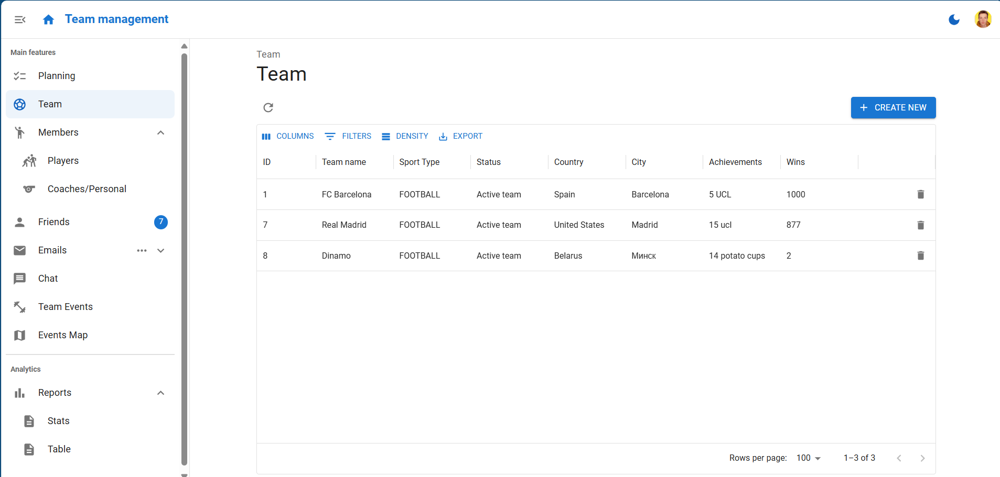 Team management
Main features
Planning
Team
Members
Players
Coaches/Personal
Friends 7
Emails
Chat
Team Events
Events Map
Analytics
Reports
Stats
Table
Team
Team
CREATE NEW
COLUMNS FILTERS DENSITY EXPORT
ID Team name Sport Type Status Country City Achievements Wins
1 FC Barcelona FOOTBALL Active team Spain Barcelona 5 UCL 1000
7 Real Madrid FOOTBALL Active team United States Madrid 15 ucl 877
8 Dinamo FOOTBALL Active team Belarus Минск 14 potato cups 2
Rows per page: 100 1–3 of 3